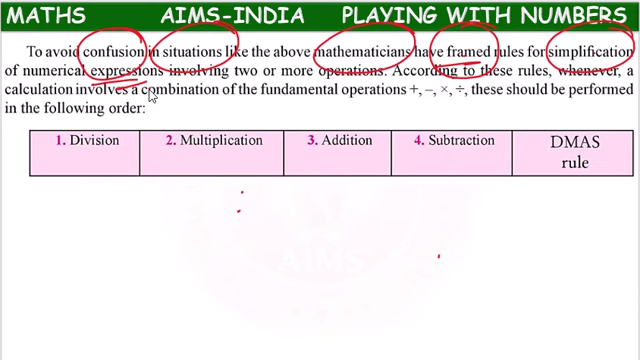 MATHS AIMS-INDIA PLAYING WITH NUMBERS
To avoid confusion in situations like the above mathematicians have framed rules for simplification
of numerical expressions involving two or more operations. According to these rules, whenever, a
calculation involves a combination of the fundamental operations +, –, ×, ÷, these should be performed
in the following order:
1. Division 2. Multiplication 3. Addition 4. Subtraction DMAS
rule
AIMS